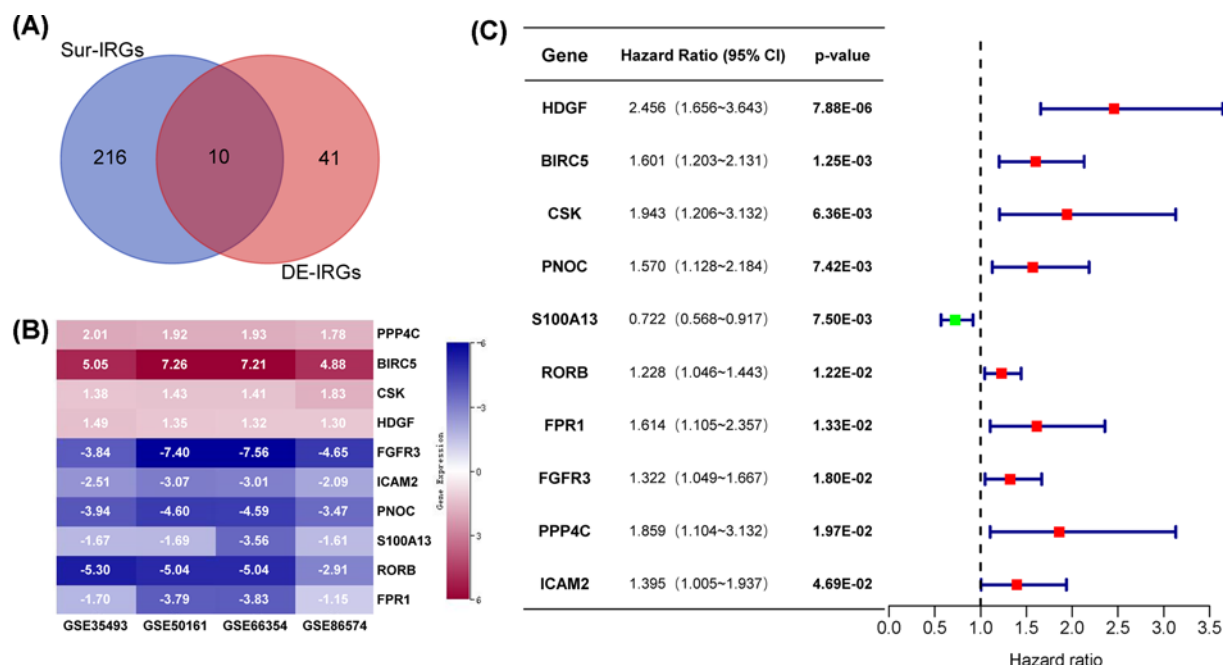 (A)
Sur-IRGs
216
10
41
DE-IRGs
(B)
2.01 1.92 1.93 1.78 PPP4C
5.05 7.26 7.21 4.88 BIRC5
1.38 1.43 1.41 1.83 CSK
1.49 1.35 1.32 1.30 HDGF
-3.84 -7.40 -7.56 -4.65 FGFR3
-2.51 -3.07 -3.01 -2.09 ICAM2
-3.94 -4.60 -4.59 -3.47 PNOC
-1.67 -1.69 -3.56 -1.61 S100A13
-5.30 -5.04 -5.04 -2.91 RORB
-1.70 -3.79 -3.83 -1.15 FPR1
GSE35493 GSE50161 GSE66354 GSE86574
Gene Expression
-6
-3
0
3
6
(C)
Gene Hazard Ratio (95% CI) p-value
HDGF 2.456 (1.656~3.643) 7.88E-06
BIRC5 1.601 (1.203~2.131) 1.25E-03
CSK 1.943 (1.206~3.132) 6.36E-03
PNOC 1.570 (1.128~2.184) 7.42E-03
S100A13 0.722 (0.568~0.917) 7.50E-03
RORB 1.228 (1.046~1.443) 1.22E-02
FPR1 1.614 (1.105~2.357) 1.33E-02
FGFR3 1.322 (1.049~1.667) 1.80E-02
PPP4C 1.859 (1.104~3.132) 1.97E-02
ICAM2 1.395 (1.005~1.937) 4.69E-02
0.0 0.5 1.0 1.5 2.0 2.5 3.0 3.5
Hazard ratio